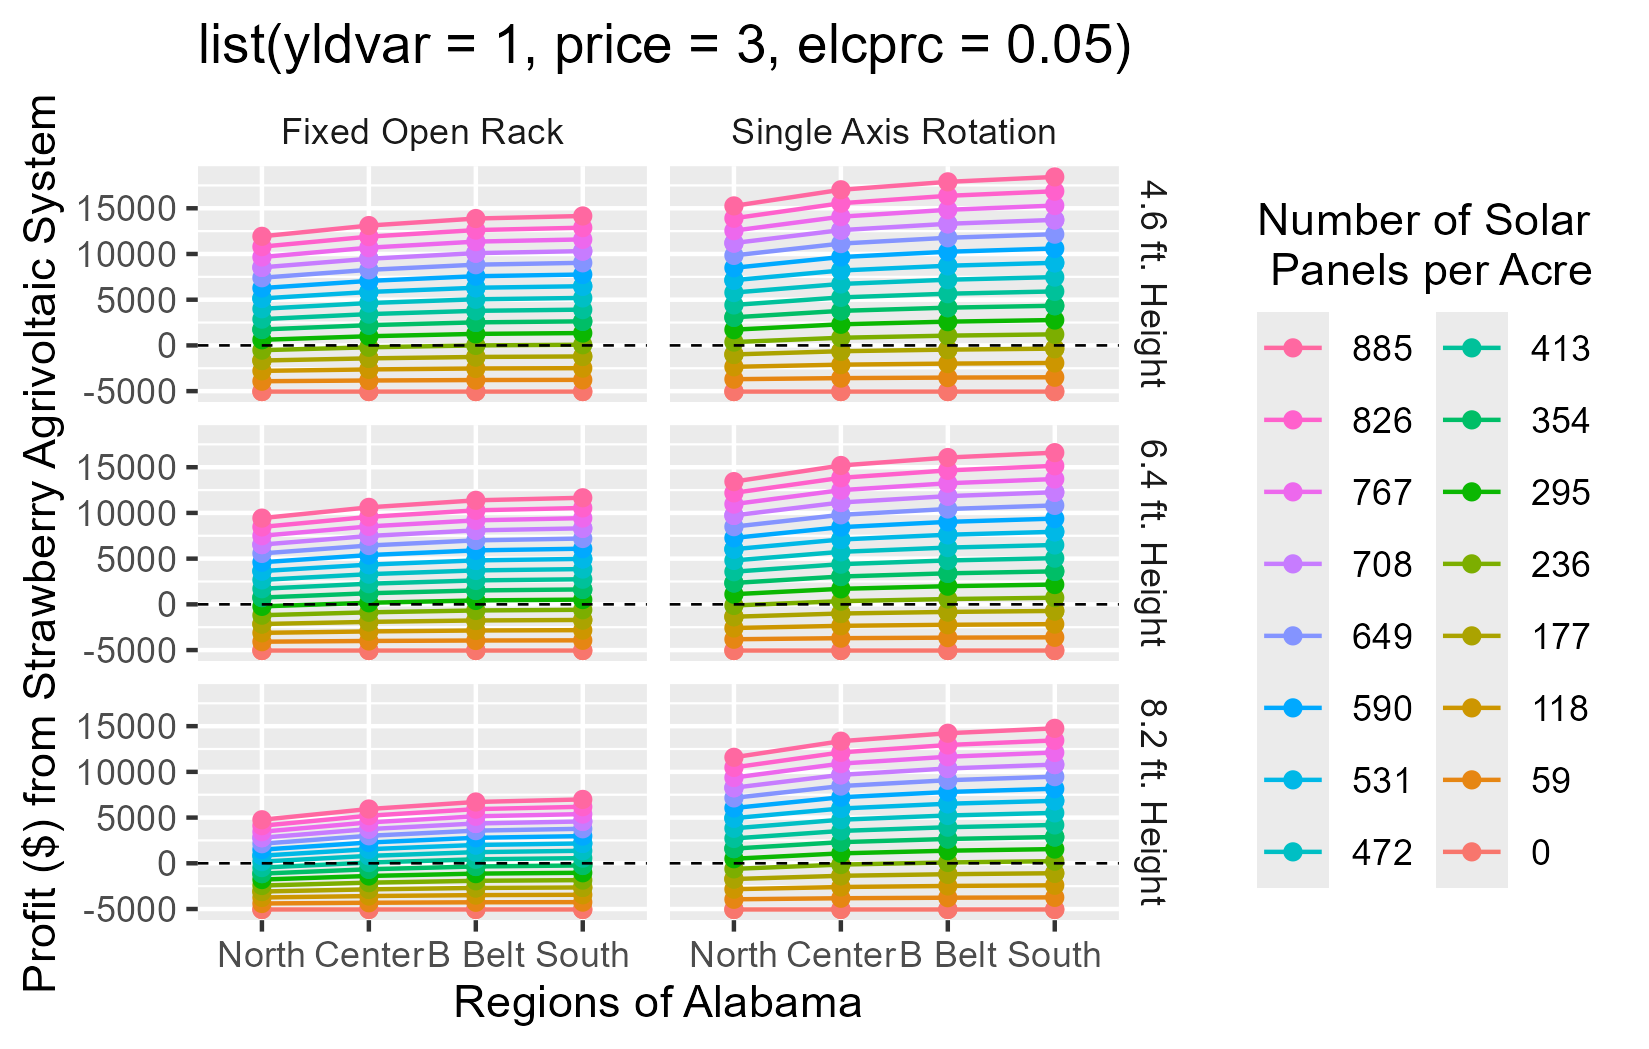 list(yldvar = 1, price = 3, elcprc = 0.05)
Profit ($) from Strawberry Agrivoltaic System
Fixed Open Rack
Single Axis Rotation
15000
10000
5000
0
-5000
4.6 ft. Height
15000
10000
5000
0
-5000
6.4 ft. Height
15000
10000
5000
0
-5000
8.2 ft. Height
North Center B Belt South
North Center B Belt South
Regions of Alabama
Number of Solar
Panels per Acre
885 413
826 354
767 295
708 236
649 177
590 118
531 59
472 0